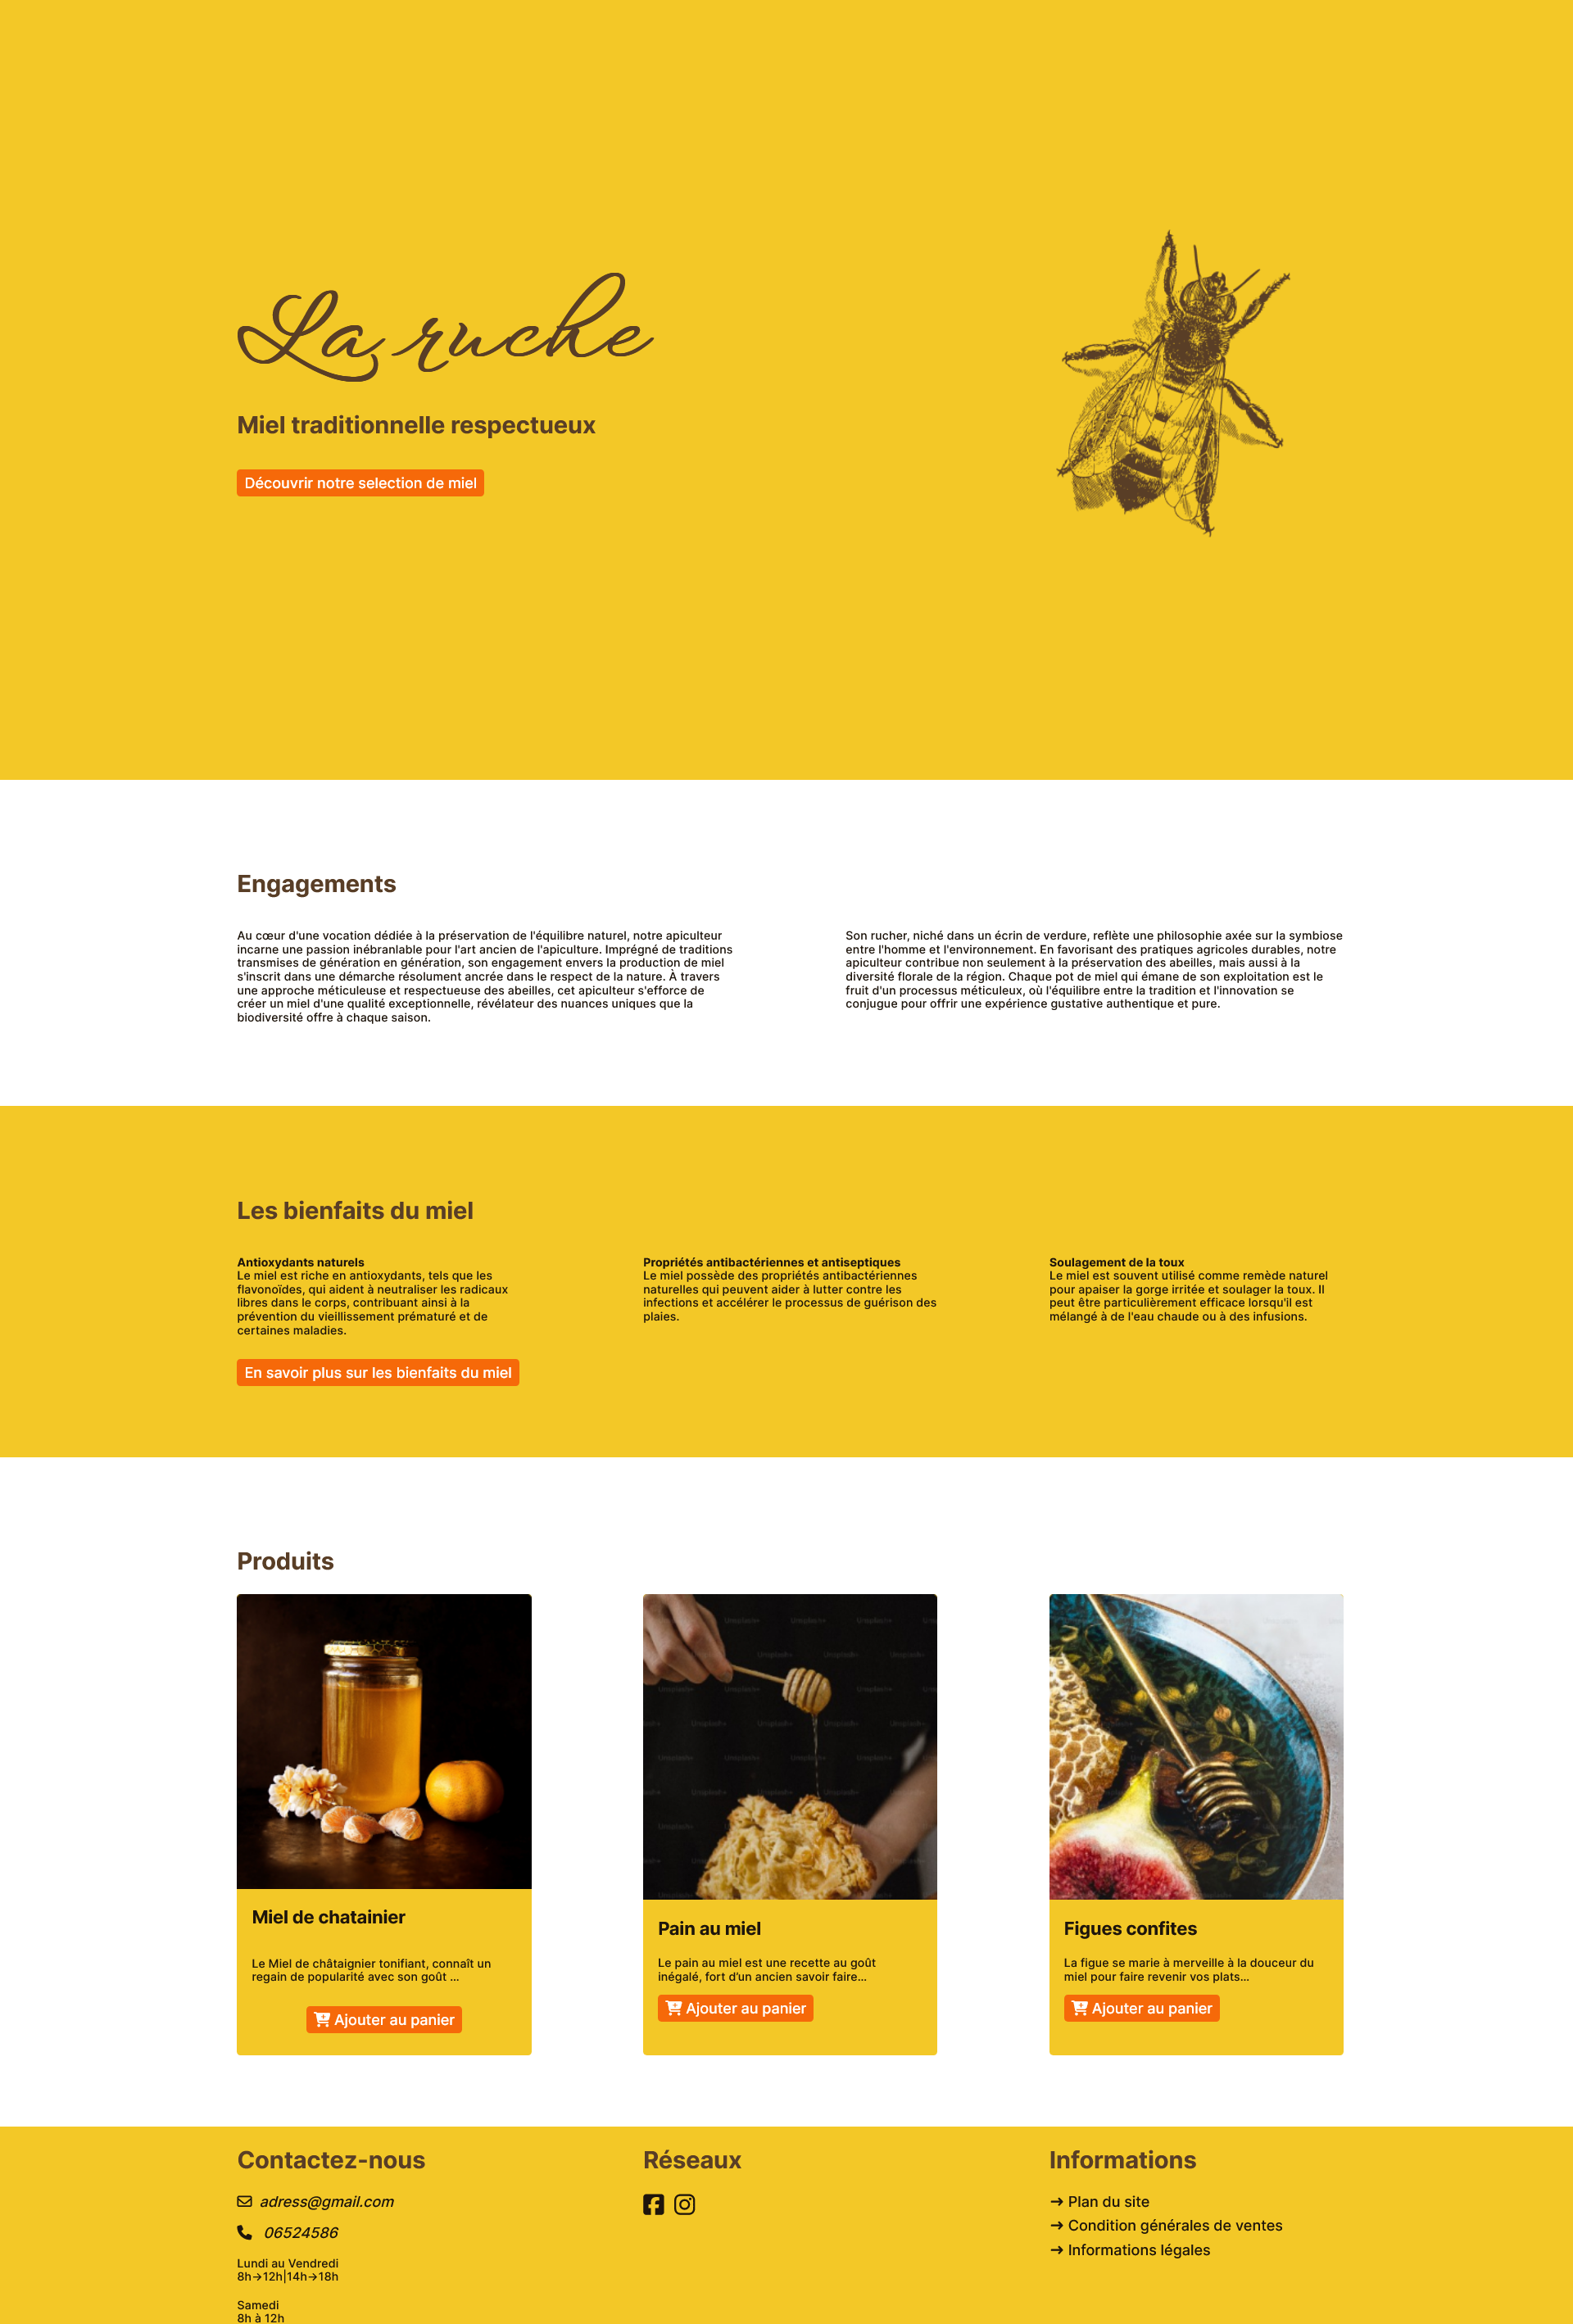 La ruche
Miel traditionnelle respectueux
Découvrir notre selection de miel
Engagements
Au cœur d'une vocation dédiée à la préservation de l'équilibre naturel, notre apiculteur
incarne une passion inébranlable pour l'art ancien de l'apiculture. Imprégné de traditions
transmises de génération en génération, son engagement envers la production de miel
s'inscrit dans une démarche résolument ancrée dans le respect de la nature. À travers
une approche méticuleuse et respectueuse des abeilles, cet apiculteur s'efforce de
créer un miel d'une qualité exceptionnelle, révélateur des nuances uniques que la
biodiversité offre à chaque saison.
Son rucher, niché dans un écrin de verdure, reflète une philosophie axée sur la symbiose
entre l'homme et l'environnement. En favorisant des pratiques agricoles durables, notre
apiculteur contribue non seulement à la préservation des abeilles, mais aussi à la
diversité florale de la région. Chaque pot de miel qui émane de son exploitation est le
fruit d'un processus méticuleux, où l'équilibre entre la tradition et l'innovation se
conjugue pour offrir une expérience gustative authentique et pure.
Les bienfaits du miel
Antioxydants naturels
Le miel est riche en antioxydants, tels que les
flavonoïdes, qui aident à neutraliser les radicaux
libres dans le corps, contribuant ainsi à la
prévention du vieillissement prématuré et de
certaines maladies.
Propriétés antibactériennes et antiseptiques
Le miel possède des propriétés antibactériennes
naturelles qui peuvent aider à lutter contre les
infections et accélérer le processus de guérison des
plaies.
Soulagement de la toux
Le miel est souvent utilisé comme remède naturel
pour apaiser la gorge irritée et soulager la toux. Il
peut être particulièrement efficace lorsqu'il est
mélangé à de l'eau chaude ou à des infusions.
En savoir plus sur les bienfaits du miel
Produits
Miel de chatainier
Le Miel de châtaignier tonifiant, connaît un
regain de popularité avec son goût ...
Ajouter au panier
Pain au miel
Le pain au miel est une recette au goût
inégalé, fort d'un ancien savoir faire...
Ajouter au panier
Figues confites
La figue se marie à merveille à la douceur du
miel pour faire revenir vos plats...
Ajouter au panier
Contactez-nous
adress@gmail.com
06524586
Lundi au Vendredi
8h→12h|14h→18h
Samedi
8h à 12h
Réseaux
Informations
→ Plan du site
→ Condition générales de ventes
→ Informations légales